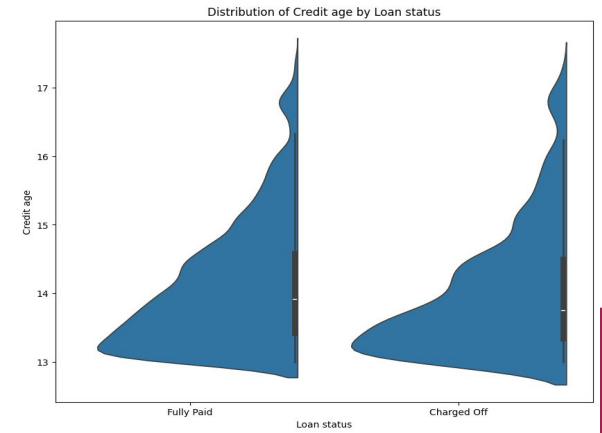 Distribution of Credit age by Loan status
17
16
15
14
13
Credit age
Fully Paid
Charged Off
Loan status